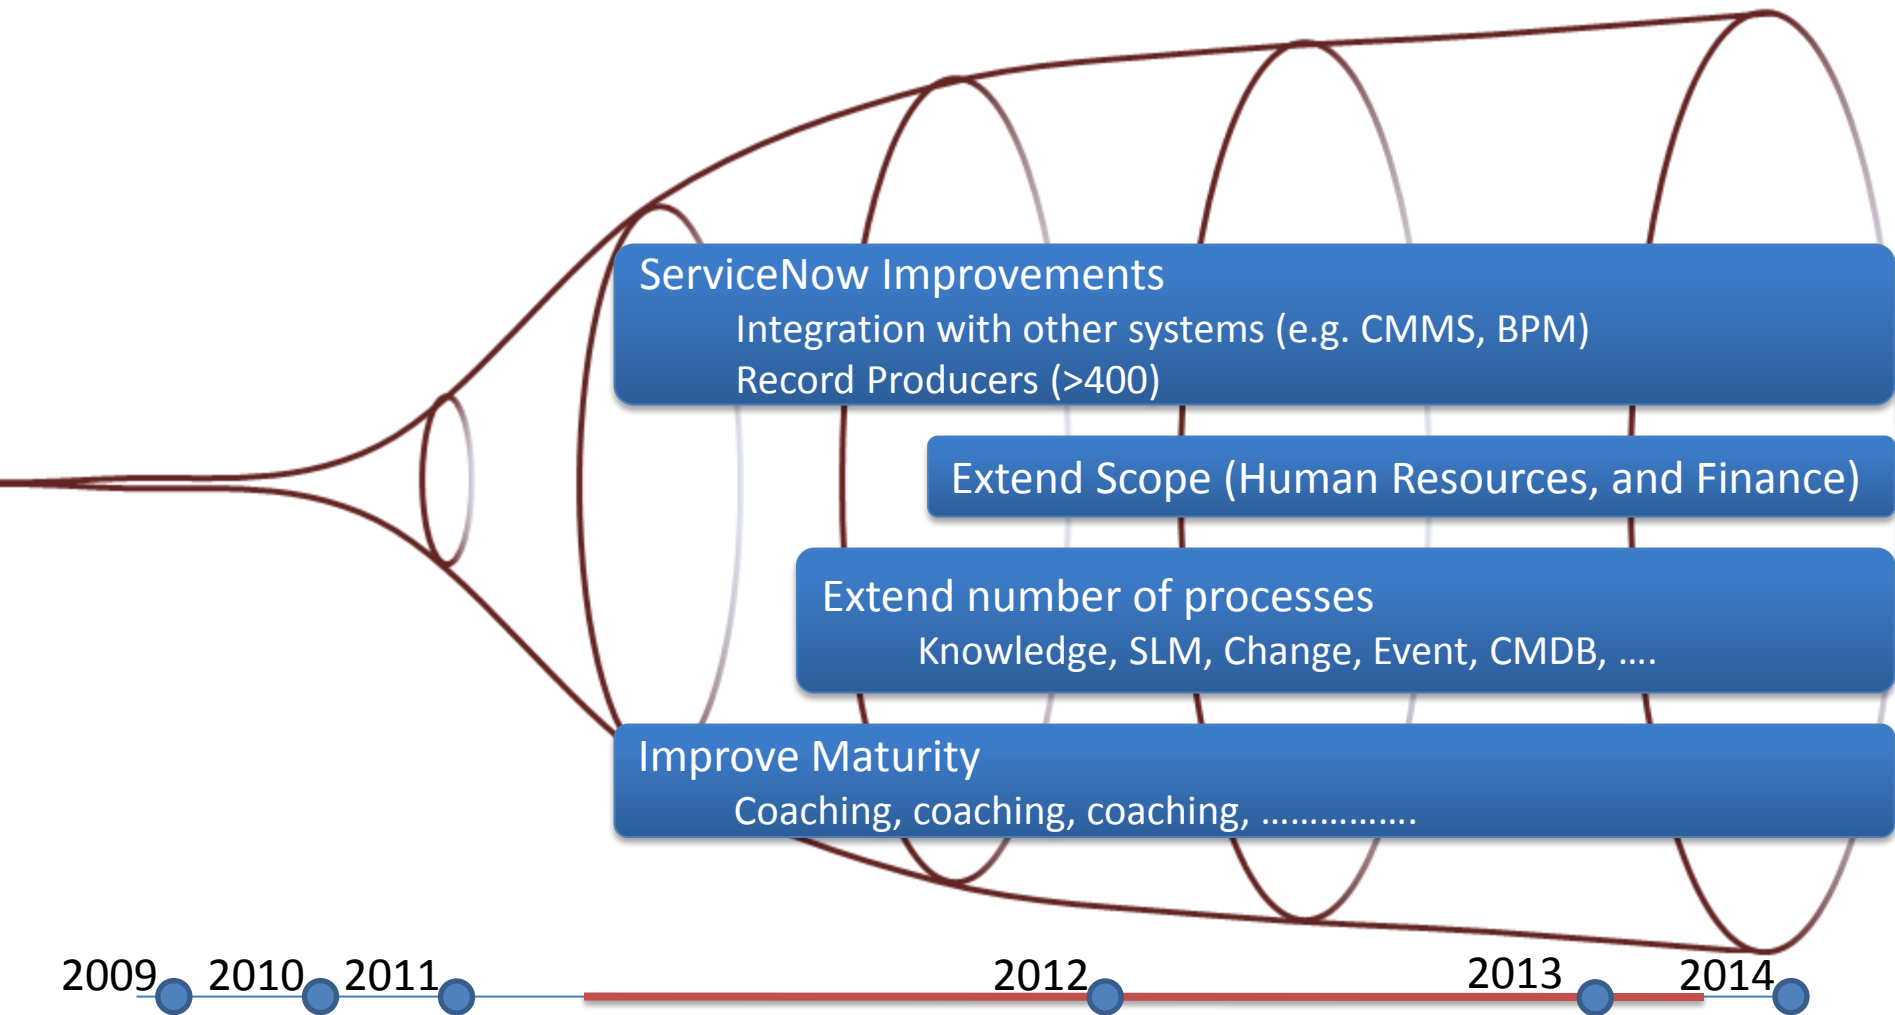 ServiceNow Improvements
Integration with other systems (e.g. CMMS, BPM)
Record Producers (>400)
Extend Scope (Human Resources, and Finance)
Extend number of processes
Knowledge, SLM, Change, Event, CMDB, ….
Improve Maturity
Coaching, coaching, coaching, …………….
2009 2010 2011 2012 2013 2014